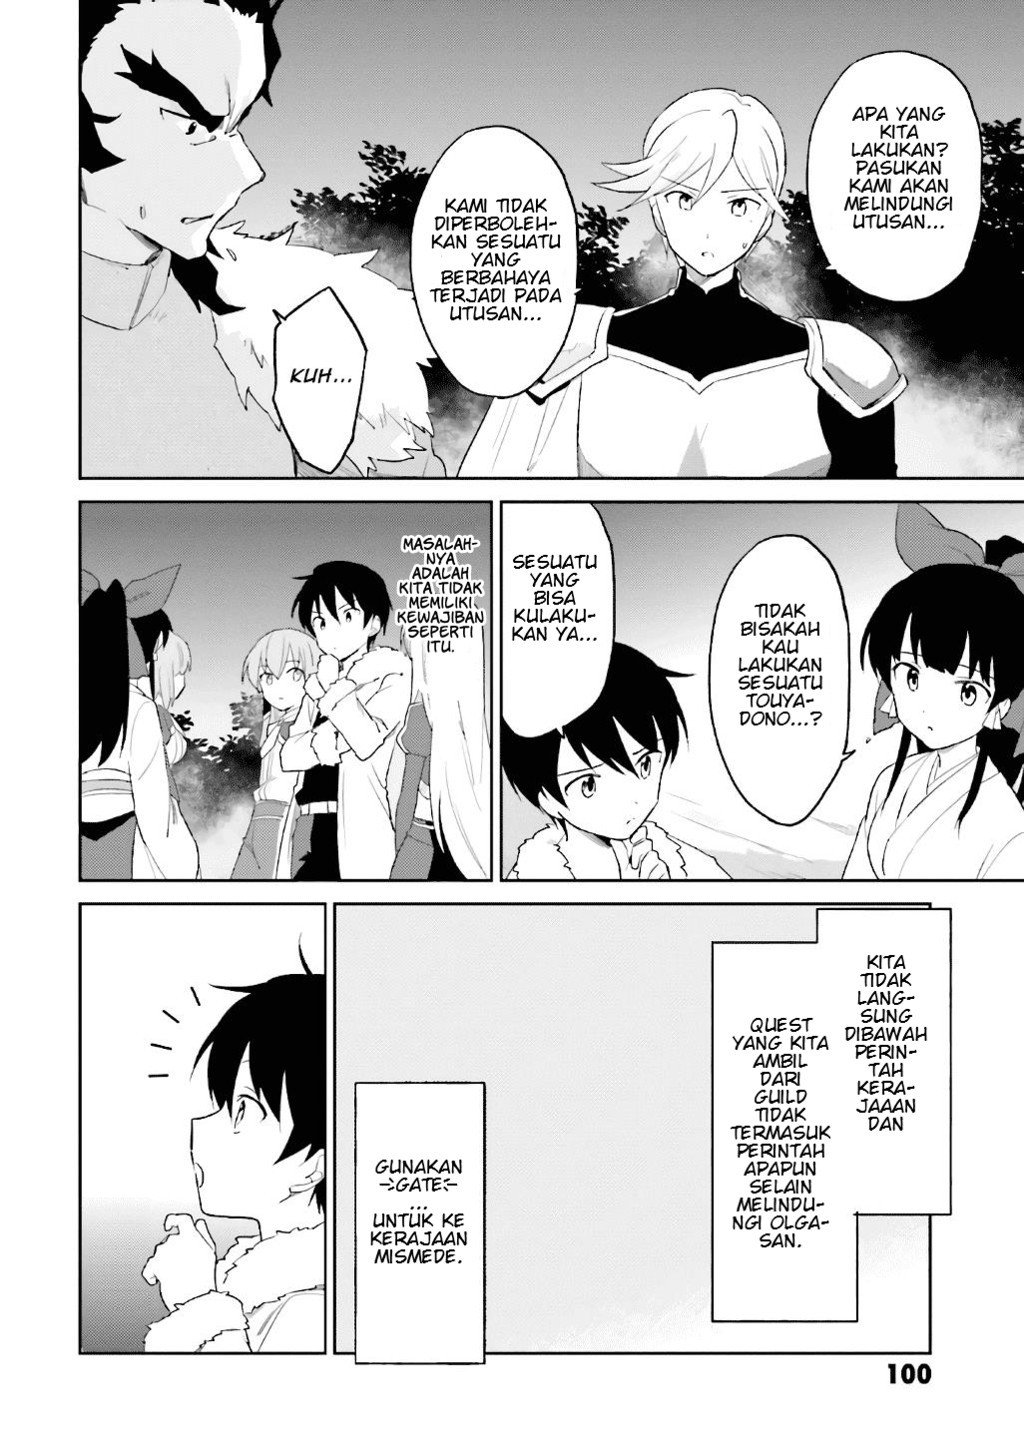 APA YANG
KITA
LAKUKAN?
PASUKAN
KAMI AKAN
MELINDUNGI
UTUSAN...
KAMI TIDAK
DIPERBOLEH-
KAN SESUATU
YANG
BERBAHAYA
TERJADI PADA
UTUSAN...
KUH...
TIDAK
BISAKAH
KAU
LAKUKAN
SESUATU
TOUYA-
DONO...?
SESUATU
YANG
BISA
KULAKU-
KAN YA...
MASALAH-
NYA
ADALAH
KITA TIDAK
MEMILIKI
KEWAJIBAN
SEPERTI
ITU.
KITA
TIDAK
LANG-
SUNG
DIBAWAH
PERIN-
TAH
KERA-
JAAAN
DAN
QUEST
YANG KITA
AMBIL
DARI
GUILD
TIDAK
TERMASUK
PERINTAH
APAPUN
SELAIN
MELINDU-
NGI OLGA-
SAN.
GUNAKAN
-:GATE:-
...
UNTUK KE
KERAJAAN
MISMEDE.
100